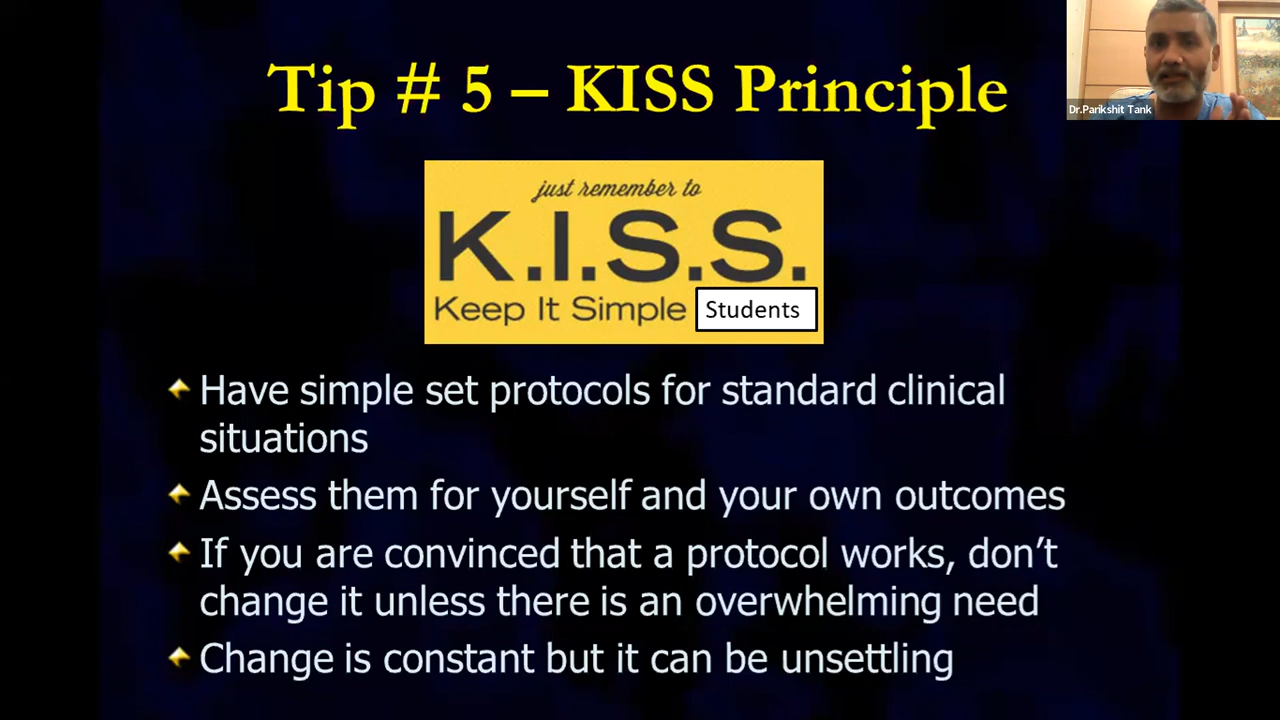 Tip # 5 – KISS Principle
Dr.Parikshit Tank
just remember to
K.I.S.S.
Keep It Simple Students
Have simple set protocols for standard clinical
situations
Assess them for yourself and your own outcomes
If you are convinced that a protocol works, don’t
change it unless there is an overwhelming need
Change is constant but it can be unsettling